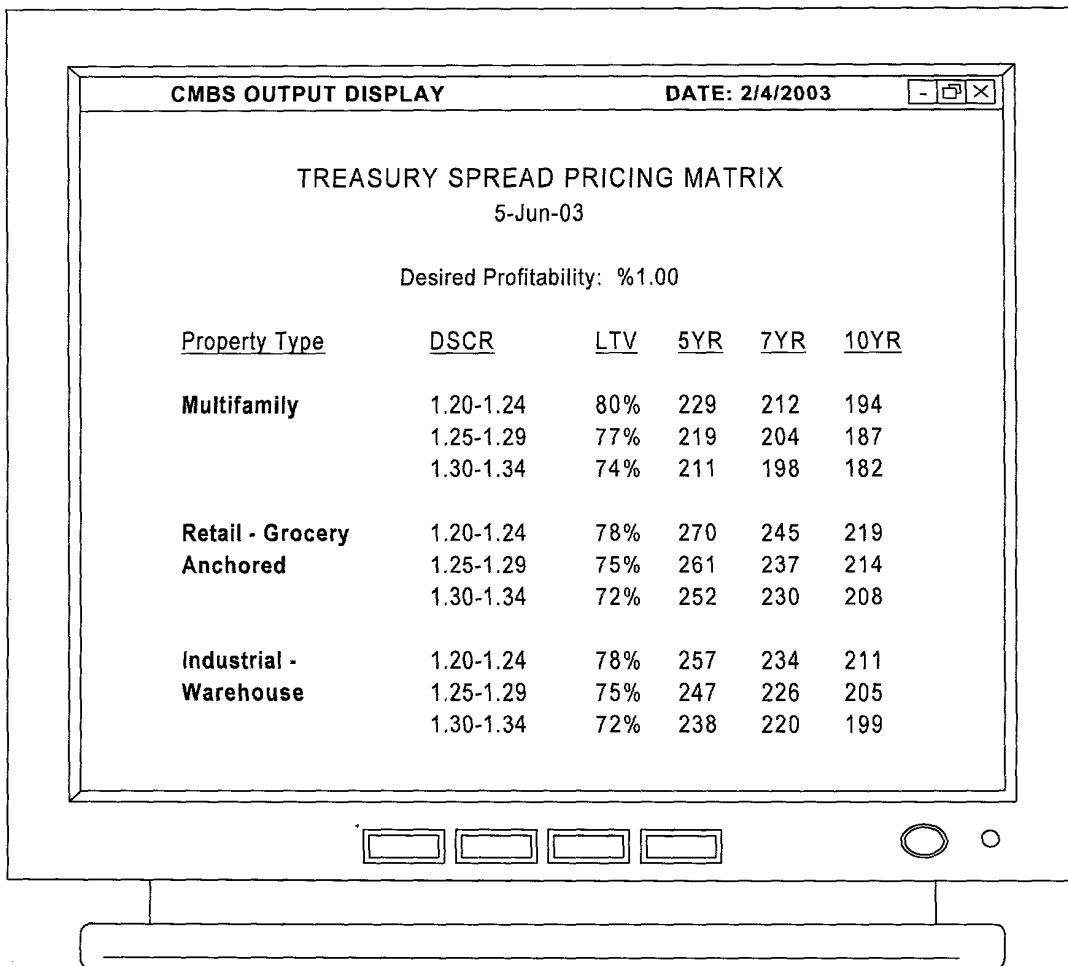 CMBS OUTPUT DISPLAY DATE: 2/4/2003
TREASURY SPREAD PRICING MATRIX
5-Jun-03
Desired Profitability: %1.00
Property Type DSCR LTV 5YR 7YR 10YR
Multifamily 1.20-1.24 80% 229 212 194
1.25-1.29 77% 219 204 187
1.30-1.34 74% 211 198 182
Retail - Grocery 1.20-1.24 78% 270 245 219
Anchored 1.25-1.29 75% 261 237 214
1.30-1.34 72% 252 230 208
Industrial - 1.20-1.24 78% 257 234 211
Warehouse 1.25-1.29 75% 247 226 205
1.30-1.34 72% 238 220 199